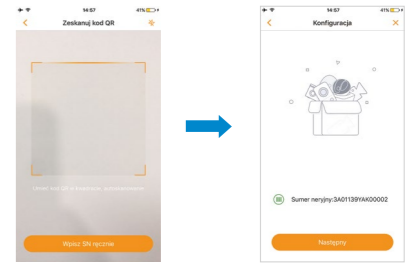 14:57
41%
Zeskanuj kod QR
Wpisz SN ręcznie
14:57
41%
Konfiguracja
Sumer neryjny:3A01139YAK00002
Następny